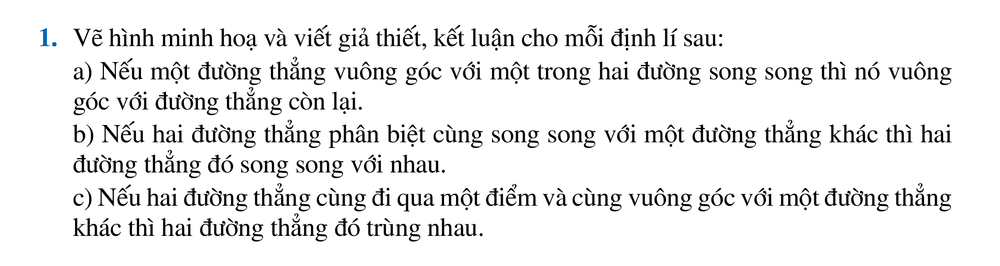 1. Vẽ hình minh hoạ và viết giả thiết, kết luận cho mỗi định lí sau:
a) Nếu một đường thẳng vuông góc với một trong hai đường song song thì nó vuông
góc với đường thẳng còn lại.
b) Nếu hai đường thẳng phân biệt cùng song song với một đường thẳng khác thì hai
đường thẳng đó song song với nhau.
c) Nếu hai đường thẳng cùng đi qua một điểm và cùng vuông góc với một đường thẳng
khác thì hai đường thẳng đó trùng nhau.